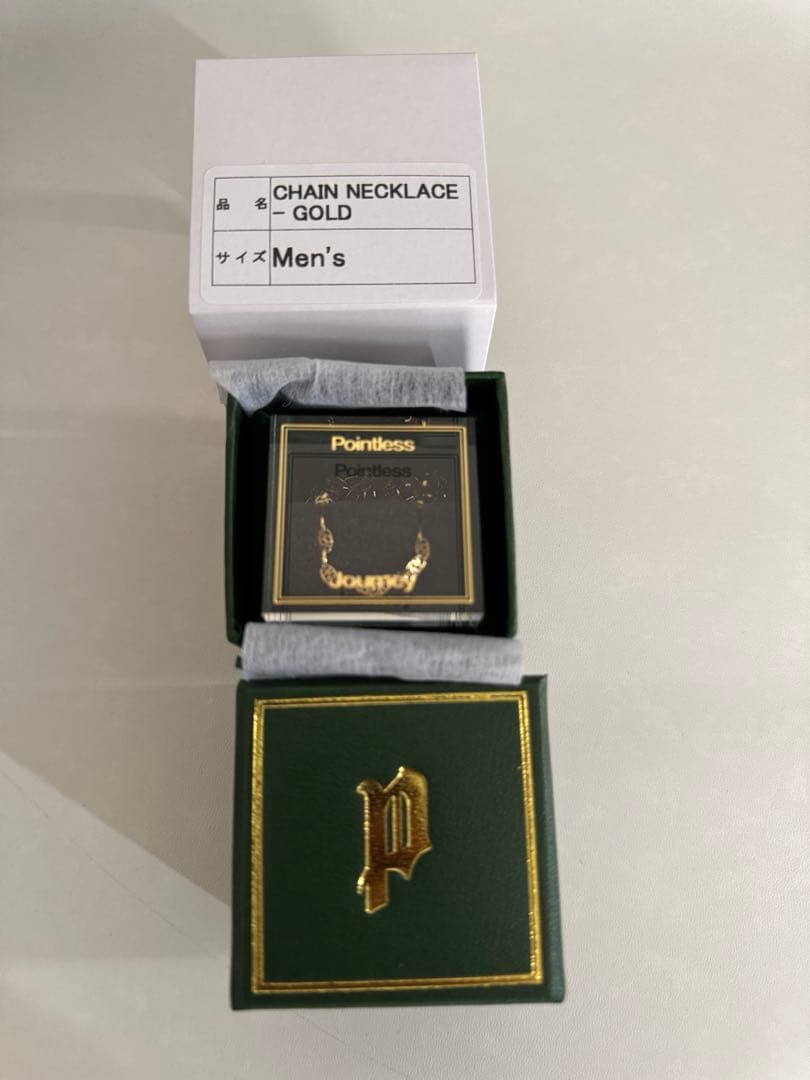 品 名 CHAIN NECKLACE
- GOLD
サイズ Men's
Pointless
Pointless
Journey
p